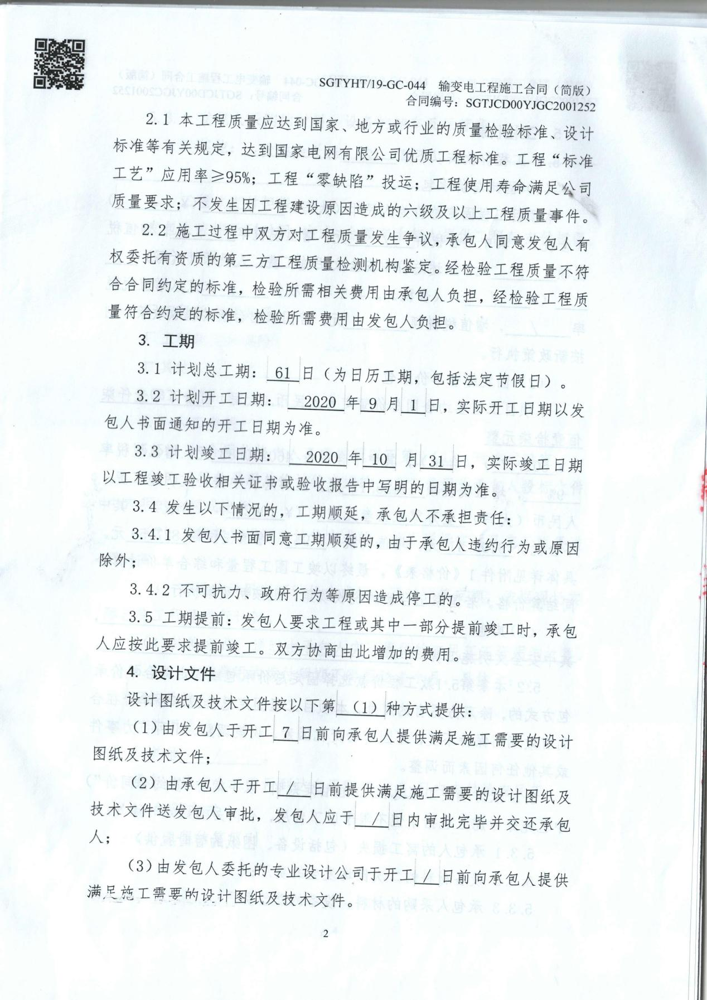 SGTYHT/19-GC-044 输变电工程施工合同（简版）
合同编号：SGTJCD00YJGC2001252
2.1 本工程质量应达到国家、地方或行业的质量检验标准、设计
标准等有关规定，达到国家电网有限公司优质工程标准。工程“标准
工艺”应用率≥95%；工程“零缺陷”投运；工程使用寿命满足公司
质量要求；不发生因工程建设原因造成的六级及以上工程质量事件。
2.2 施工过程中双方对工程质量发生争议，承包人同意发包人有
权委托有资质的第三方工程质量检测机构鉴定。经检验工程质量不符
合合同约定的标准，检验所需相关费用由承包人负担，经检验工程质
量符合约定的标准，检验所需费用由发包人负担。
3. 工期
3.1 计划总工期： 61 日（为日历工期，包括法定节假日）。
3.2 计划开工日期： 2020 年 9 月 1 日，实际开工日期以发
包人书面通知的开工日期为准。
3.3 计划竣工日期： 2020 年 10 月 31 日，实际竣工日期
以工程竣工验收相关证书或验收报告中写明的日期为准。
3.4 发生以下情况的，工期顺延，承包人不承担责任：
3.4.1 发包人书面同意工期顺延的，由于承包人违约行为或原因
除外；
3.4.2 不可抗力、政府行为等原因造成停工的。
3.5 工期提前：发包人要求工程或其中一部分提前竣工时，承包
人应按此要求提前竣工。双方协商由此增加的费用。
4. 设计文件
设计图纸及技术文件按以下第 （1） 种方式提供：
（1）由发包人于开工 7 日前向承包人提供满足施工需要的设计
图纸及技术文件；
（2）由承包人于开工 / 日前提供满足施工需要的设计图纸及
技术文件送发包人审批，发包人应于 / 日内审批完毕并交还承包
人；
（3）由发包人委托的专业设计公司于开工 / 日前向承包人提供
满足施工需要的设计图纸及技术文件。
2